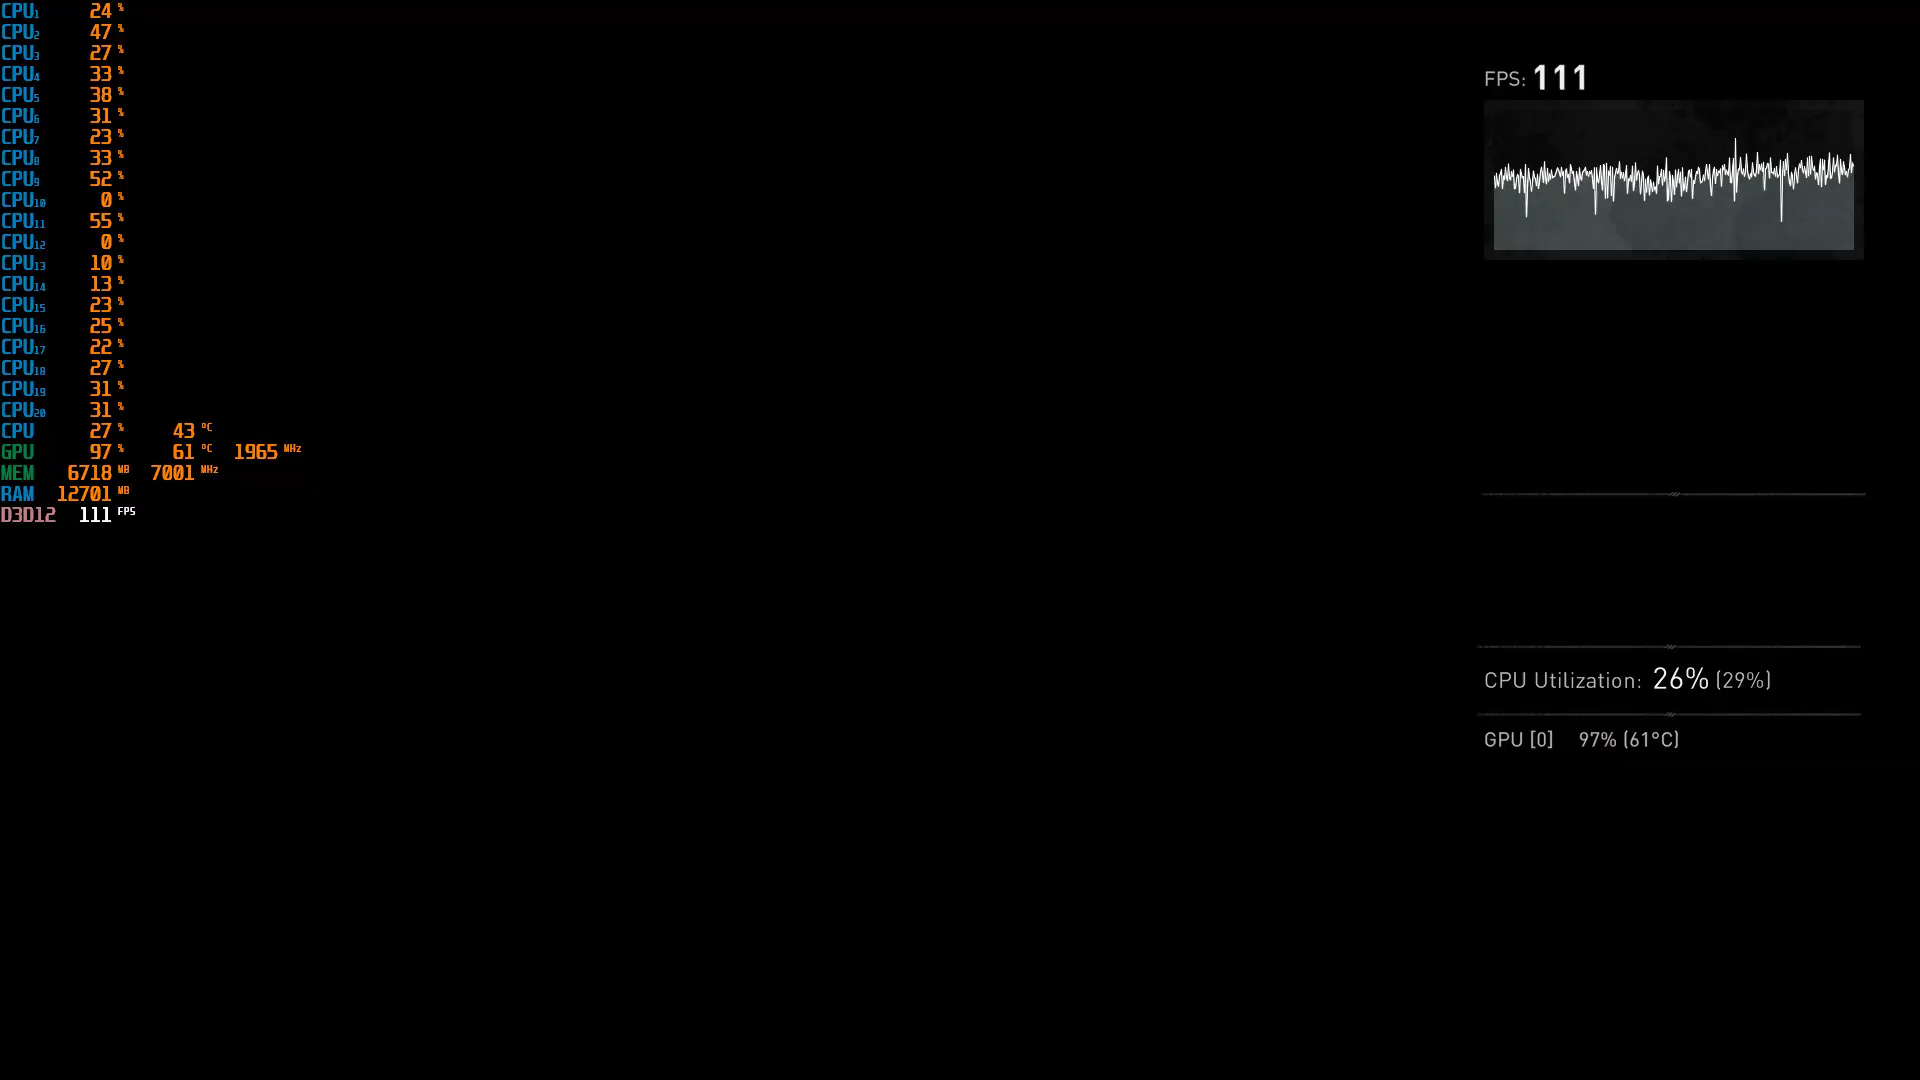 CPU1 24 %
CPU2 47 %
CPU3 27 %
CPU4 33 %
CPU5 38 %
CPU6 31 %
CPU7 23 %
CPU8 33 %
CPU9 52 %
CPU10 0 %
CPU11 55 %
CPU12 0 %
CPU13 10 %
CPU14 13 %
CPU15 23 %
CPU16 25 %
CPU17 22 %
CPU18 27 %
CPU19 31 %
CPU20 31 %
CPU 27 % 43 °C
GPU 97 % 61 °C 1965 MHz
MEM 6718 MB 7001 MHz
RAM 12701 MB
D3D12 111 FPS
FPS: 111
CPU Utilization: 26% (29%)
GPU [0] 97% (61°C)